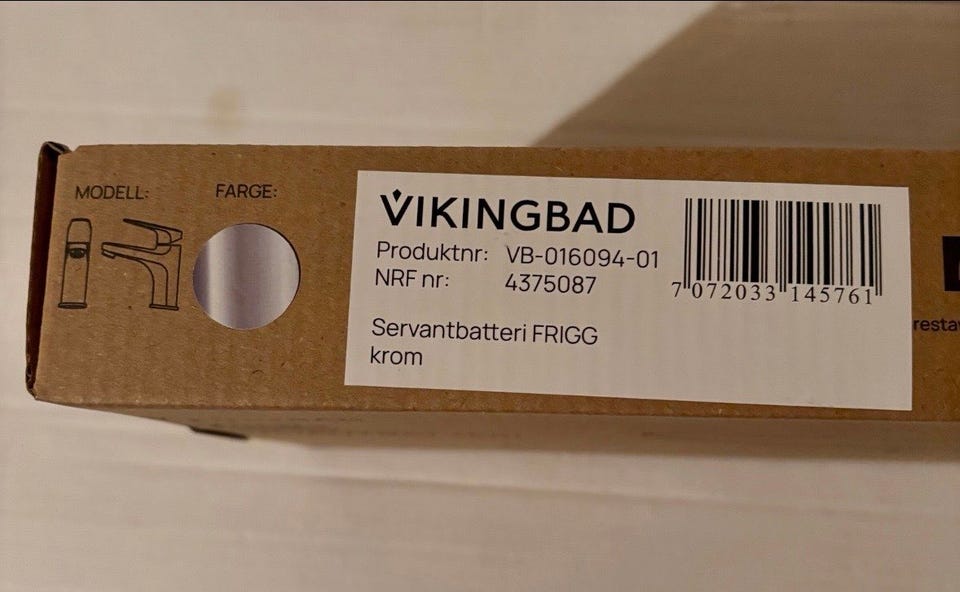 MODELL: FARGE:
VIKINGBAD
Produktnr: VB-016094-01
NRF nr: 4375087
7 072033 145761
Servantbatteri FRIGG
krom